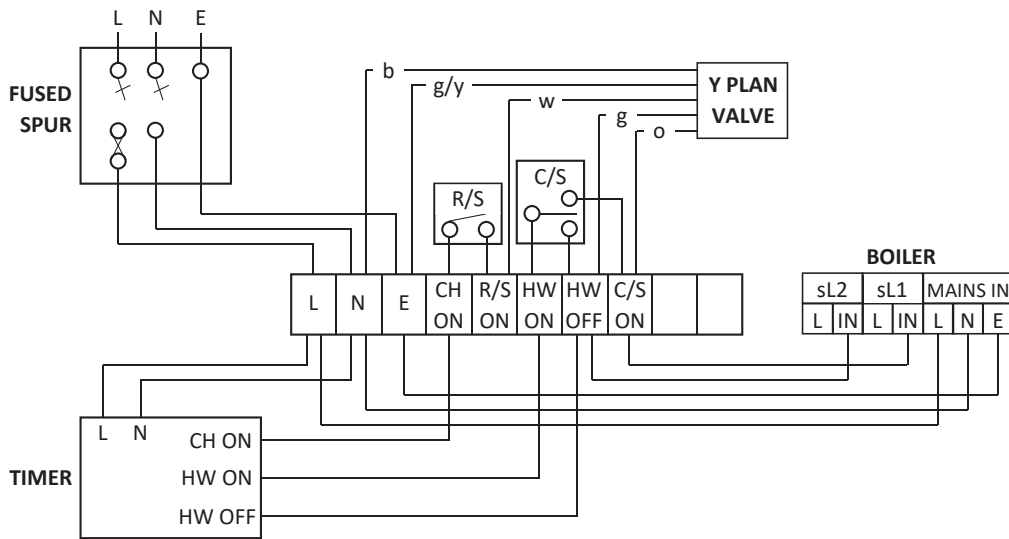 L N E
FUSED
SPUR
b
g/y
w
g
o
Y PLAN
VALVE
R/S
C/S
L
N
E
CH
ON
R/S
ON
HW
ON
HW
OFF
C/S
ON
BOILER
sL2 sL1 MAINS IN
L IN L IN L N E
TIMER
L N
CH ON
HW ON
HW OFF